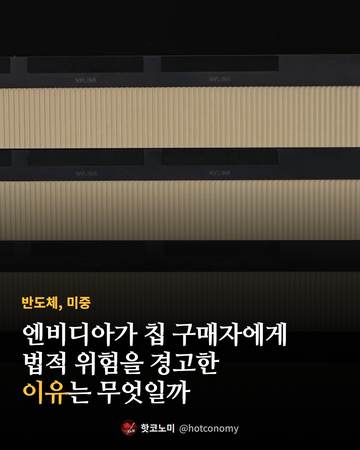 반도체, 미중
엔비디아가 칩 구매자에게
법적 위험을 경고한
이유는 무엇일까
핫코노미 @hotconomy